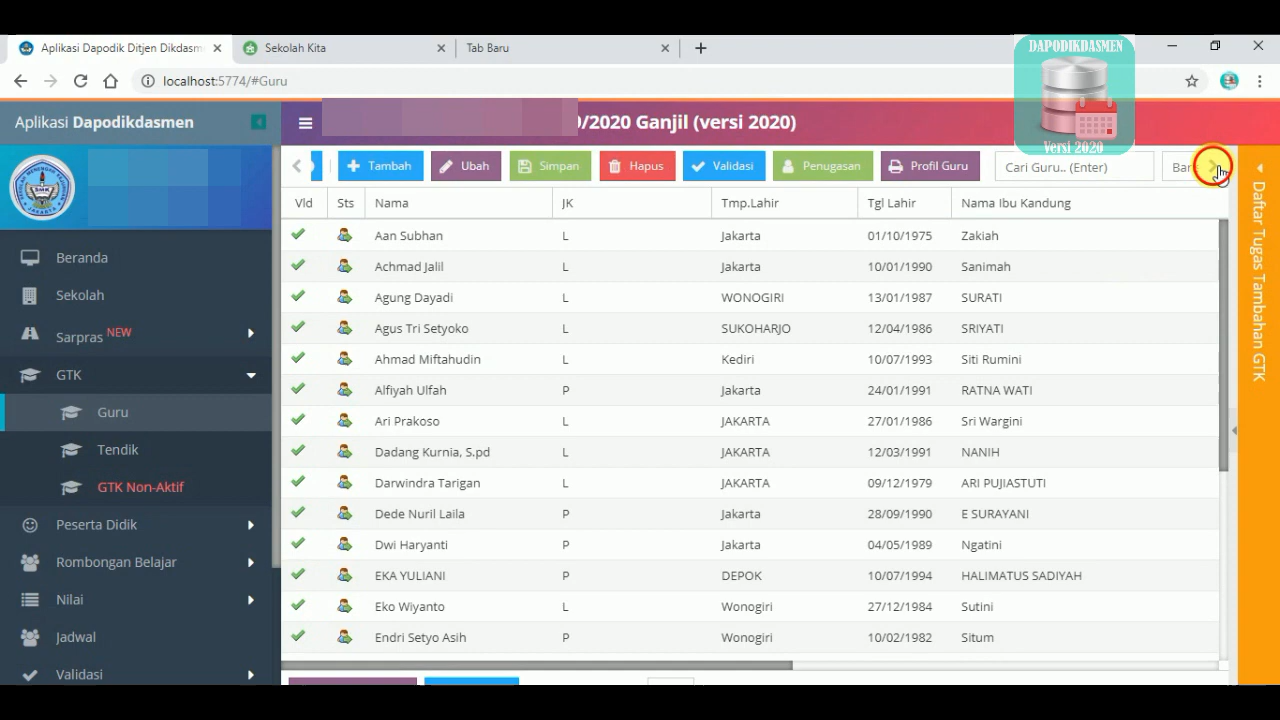 Aplikasi Dapodik Ditjen Dikdasm
Sekolah Kita
Tab Baru
DAPODIKDASMEN
localhost:5774/#Guru
Aplikasi Dapodikdasmen
/2020 Ganjil (versi 2020)
Versi 2020
Tambah
Ubah
Simpan
Hapus
Validasi
Penugasan
Profil Guru
Cari Guru.. (Enter)
Bar
Daftar Tugas Tambahan GTK
Vld Sts Nama JK Tmp.Lahir Tgl Lahir Nama Ibu Kandung
Aan Subhan L Jakarta 01/10/1975 Zakiah
Achmad Jalil L Jakarta 10/01/1990 Sanimah
Agung Dayadi L WONOGIRI 13/01/1987 SURATI
Agus Tri Setyoko L SUKOHARJO 12/04/1986 SRIYATI
Ahmad Miftahudin L Kediri 10/07/1993 Siti Rumini
Alfiyah Ulfah P Jakarta 24/01/1991 RATNA WATI
Ari Prakoso L JAKARTA 27/01/1986 Sri Wargini
Dadang Kurnia, S.pd L JAKARTA 12/03/1991 NANIH
Darwindra Tarigan L JAKARTA 09/12/1979 ARI PUJIASTUTI
Dede Nuril Laila P Jakarta 28/09/1990 E SURAYANI
Dwi Haryanti P Jakarta 04/05/1989 Ngatini
EKA YULIANI P DEPOK 10/07/1994 HALIMATUS SADIYAH
Eko Wiyanto L Wonogiri 27/12/1984 Sutini
Endri Setyo Asih P Wonogiri 10/02/1982 Situm
Beranda
Sekolah
Sarpras NEW
GTK
Guru
Tendik
GTK Non-Aktif
Peserta Didik
Rombongan Belajar
Nilai
Jadwal
Validasi